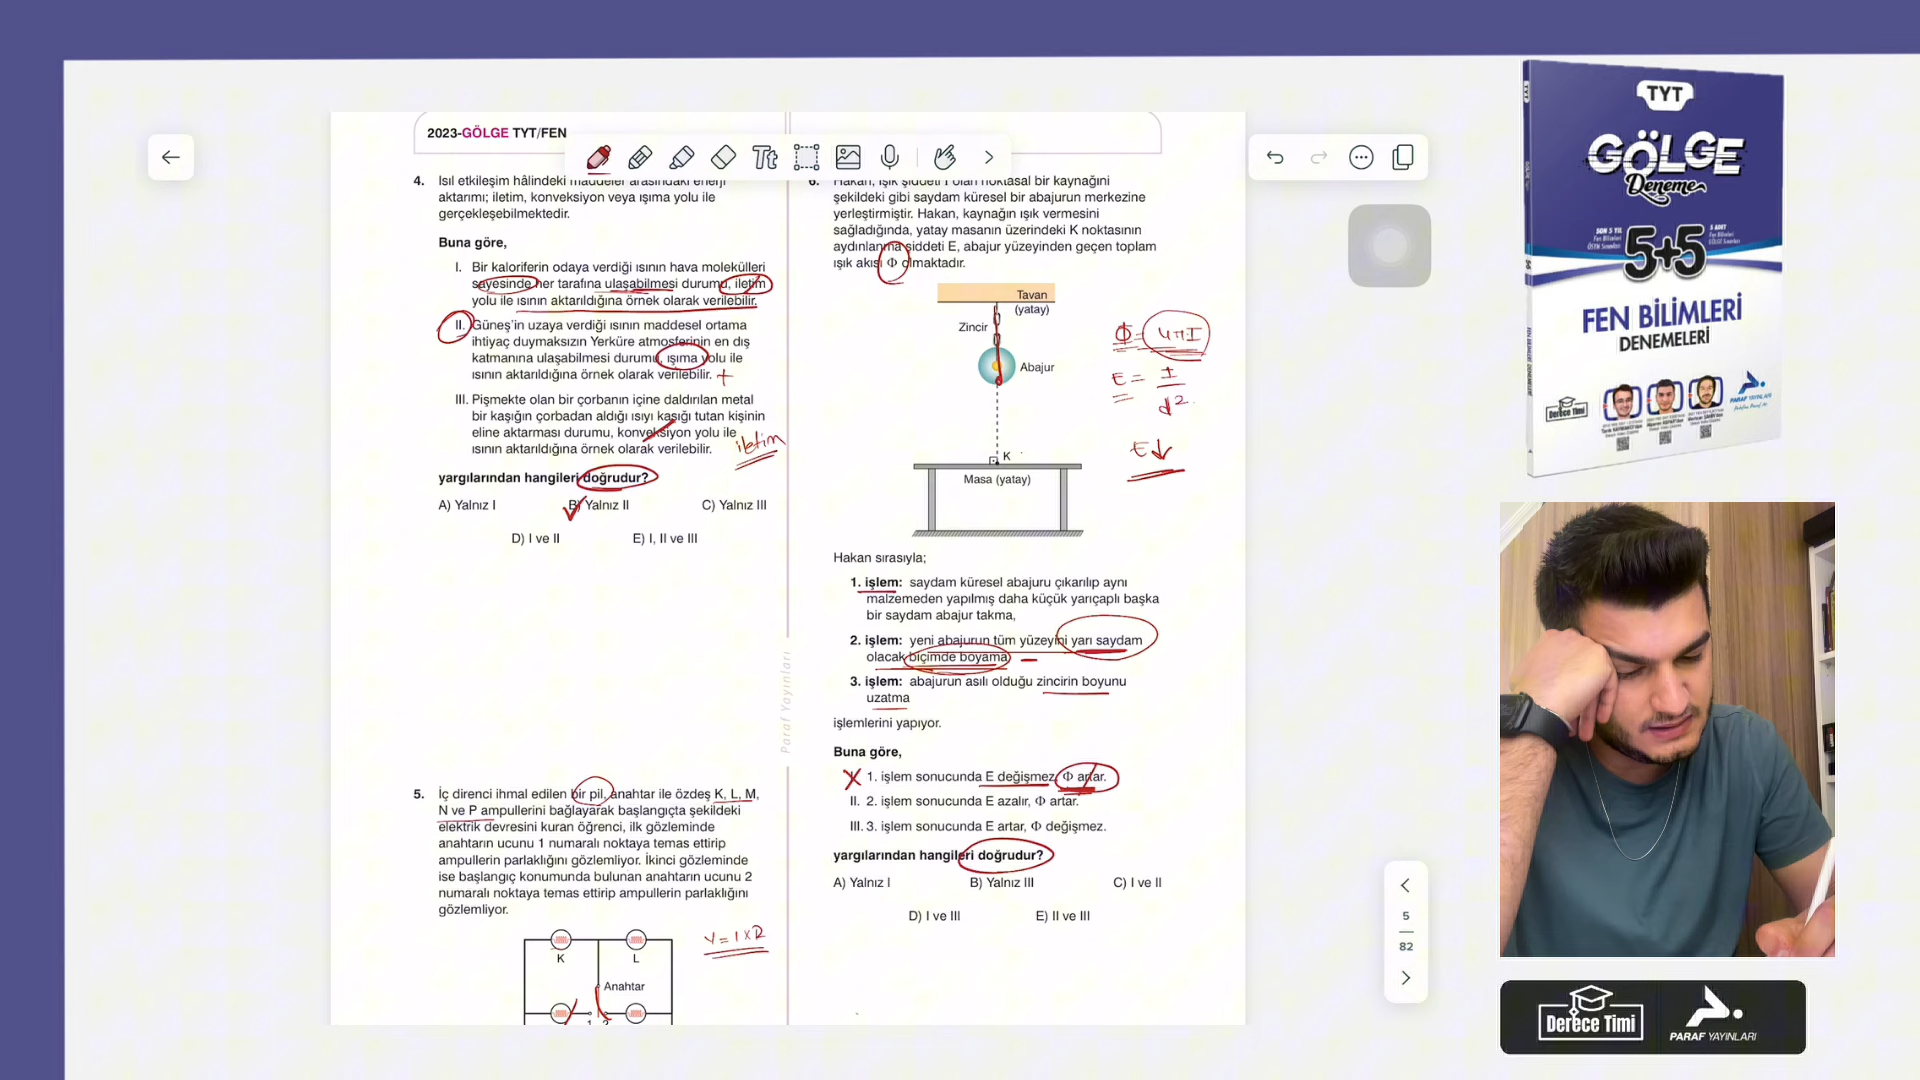 2023-GÖLGE TYT/FEN
Tt
4. Isıl etkileşim hâlindeki maddeler arasındaki enerji
aktarımı; iletim, konveksiyon veya ışıma yolu ile
gerçekleşebilmektedir.
Buna göre,
I. Bir kaloriferin odaya verdiği ısının hava molekülleri
sayesinde her tarafına ulaşabilmesi durumu, iletim
yolu ile ısının aktarıldığına örnek olarak verilebilir.
II. Güneş'in uzaya verdiği ısının maddesel ortama
ihtiyaç duymaksızın Yerküre atmosferinin en dış
katmanına ulaşabilmesi durumu, ışıma yolu ile
ısının aktarıldığına örnek olarak verilebilir. +
III. Pişmekte olan bir çorbanın içine daldırılan metal
bir kaşığın çorbadan aldığı ısıyı kaşığı tutan kişinin
eline aktarması durumu, konveksiyon yolu ile
ısının aktarıldığına örnek olarak verilebilir.
iletim
yargılarından hangileri doğrudur?
A) Yalnız I B) Yalnız II C) Yalnız III
D) I ve II E) I, II ve III
5. İç direnci ihmal edilen bir pil, anahtar ile özdeş K, L, M,
N ve P ampullerini bağlayarak başlangıçta şekildeki
elektrik devresini kuran öğrenci, ilk gözleminde
anahtarın ucunu 1 numaralı noktaya temas ettirip
ampullerin parlaklığını gözlemliyor. İkinci gözleminde
ise başlangıç konumunda bulunan anahtarın ucunu 2
numaralı noktaya temas ettirip ampullerin parlaklığını
gözlemliyor.
V = I x R
K L
Anahtar
1 2
Paraf Yayınları
6. Hakan, ışık şiddeti I olan noktasal bir kaynağını
şekildeki gibi saydam küresel bir abajurun merkezine
yerleştirmiştir. Hakan, kaynağın ışık vermesini
sağladığında, yatay masanın üzerindeki K noktasının
aydınlanma şiddeti E, abajur yüzeyinden geçen toplam
ışık akısı Φ olmaktadır.
Tavan
(yatay)
Zincir
Abajur
K
Masa (yatay)
Φ = 4πI
E = I
d²
E↓
Hakan sırasıyla;
1. işlem: saydam küresel abajuru çıkarılıp aynı
malzemeden yapılmış daha küçük yarıçaplı başka
bir saydam abajur takma,
2. işlem: yeni abajurun tüm yüzeyini yarı saydam
olacak biçimde boyama,
3. işlem: abajurun asılı olduğu zincirin boyunu
uzatma
işlemlerini yapıyor.
Buna göre,
1. işlem sonucunda E değişmez, Φ artar.
II. 2. işlem sonucunda E azalır, Φ artar.
III. 3. işlem sonucunda E artar, Φ değişmez.
yargılarından hangileri doğrudur?
A) Yalnız I B) Yalnız III C) I ve II
D) I ve III E) II ve III
5
82
TYT
GÖLGE
Deneme
SON 5 YIL
5+5
5 ADET
FEN BİLİMLERİ
DENEMELERİ
Derece Timi
PARAF YAYINLARI
Derece Timi
PARAF YAYINLARI